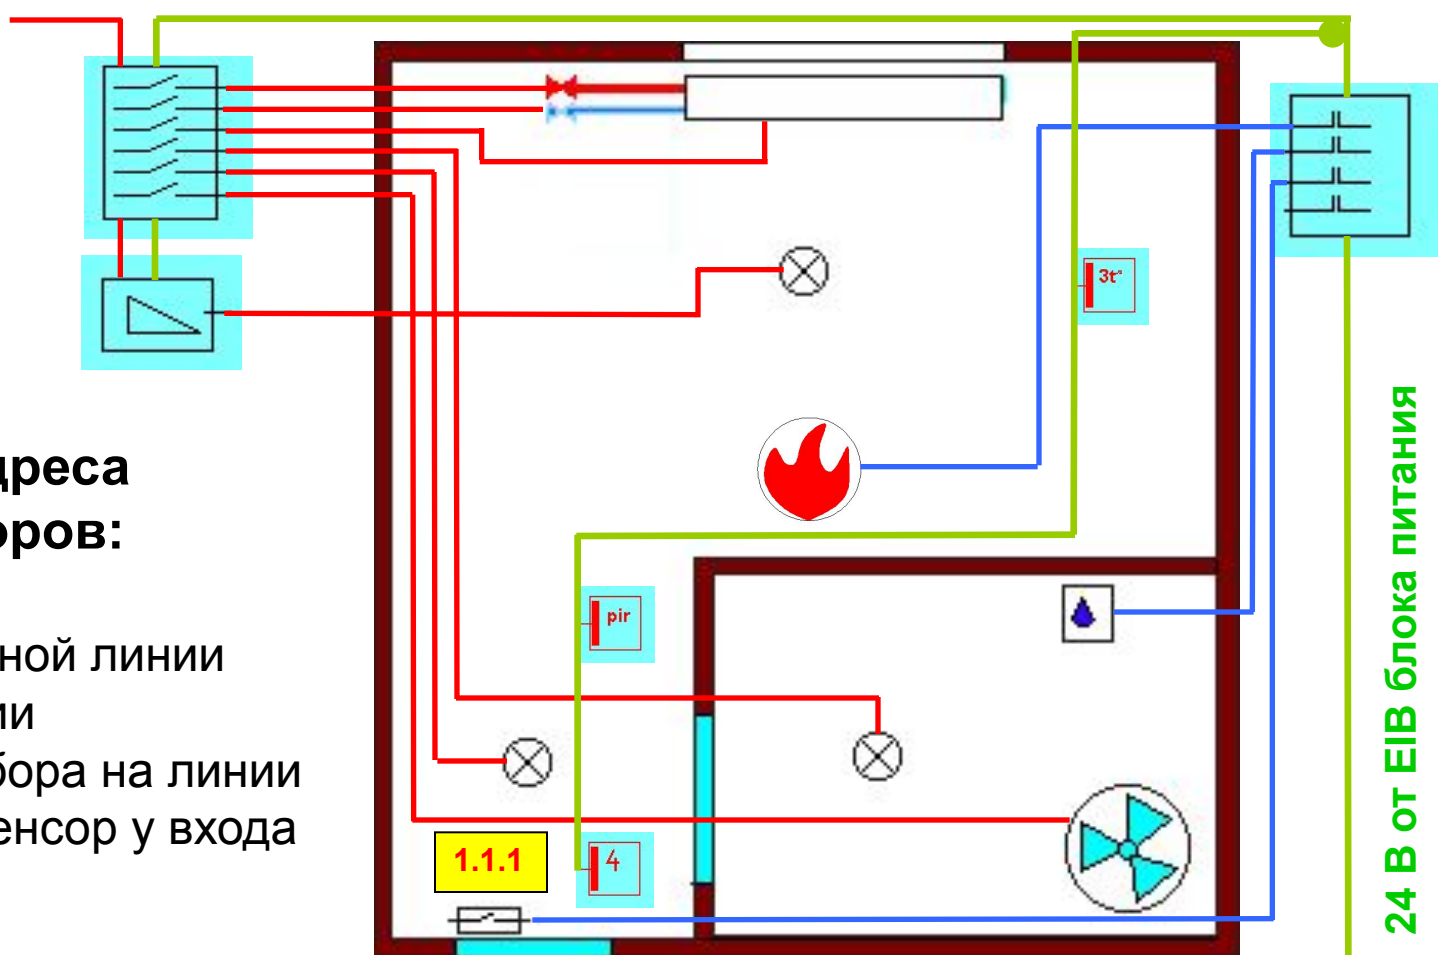 дреса
оров:
ной линии
ии
бора на линии
енсор у входа
3t°
pir
1.1.1
4
24 В от EIB блока питания